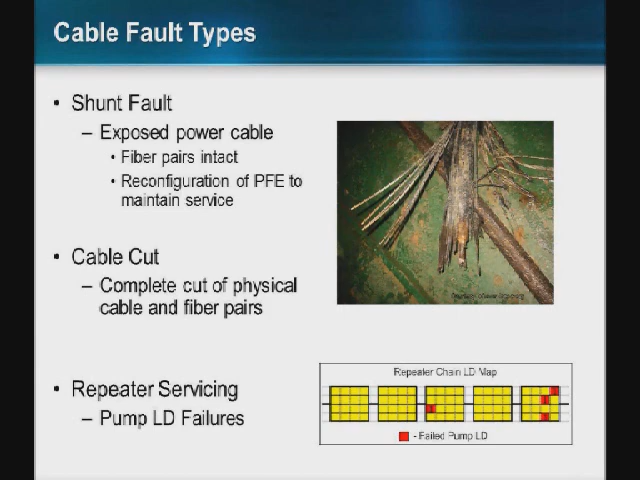 Cable Fault Types
• Shunt Fault
– Exposed power cable
• Fiber pairs intact
• Reconfiguration of PFE to
maintain service
• Cable Cut
– Complete cut of physical
cable and fiber pairs
• Repeater Servicing
– Pump LD Failures
Repeater Chain LD Map
- Failed Pump LD